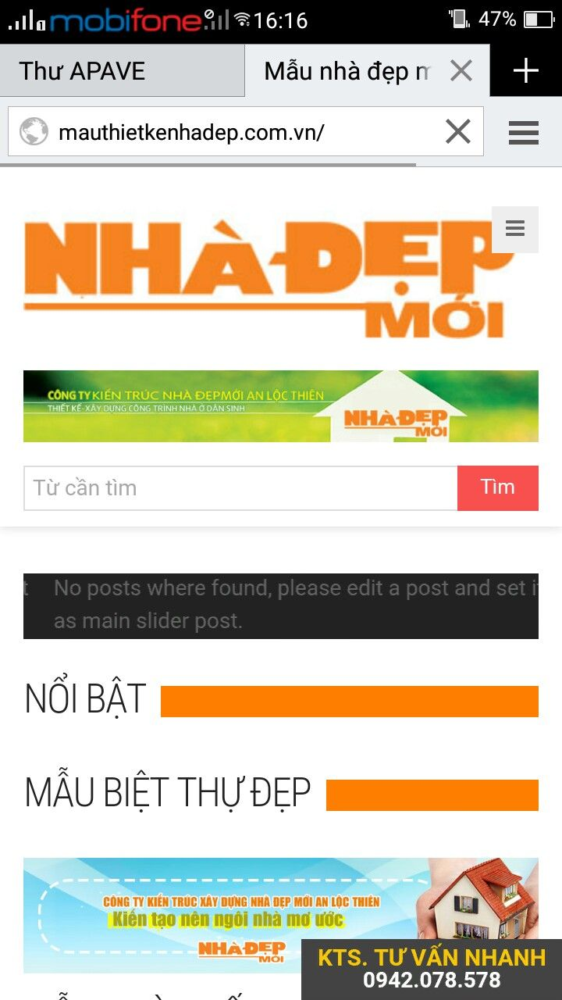 mobifone 16:16 47%
Thư APAVE Mẫu nhà đẹp m
mauthietkenhadep.com.vn/
NHÀ ĐẸP
MỚI
CÔNG TY KIẾN TRÚC NHÀ ĐẸP MỚI AN LỘC THIÊN
THIẾT KẾ-XÂY DỰNG CÔNG TRÌNH NHÀ Ở DÂN SINH
NHÀ ĐẸP
MỚI
Từ cần tìm Tìm
t No posts where found, please edit a post and set it
as main slider post.
NỔI BẬT
MẪU BIỆT THỰ ĐẸP
CÔNG TY KIẾN TRÚC XÂY DỰNG NHÀ ĐẸP MỚI AN LỘC THIÊN
Kiến tạo nên ngôi nhà mơ ước
NHÀ ĐẸP
MỚI
KTS. TƯ VẤN NHANH
0942.078.578